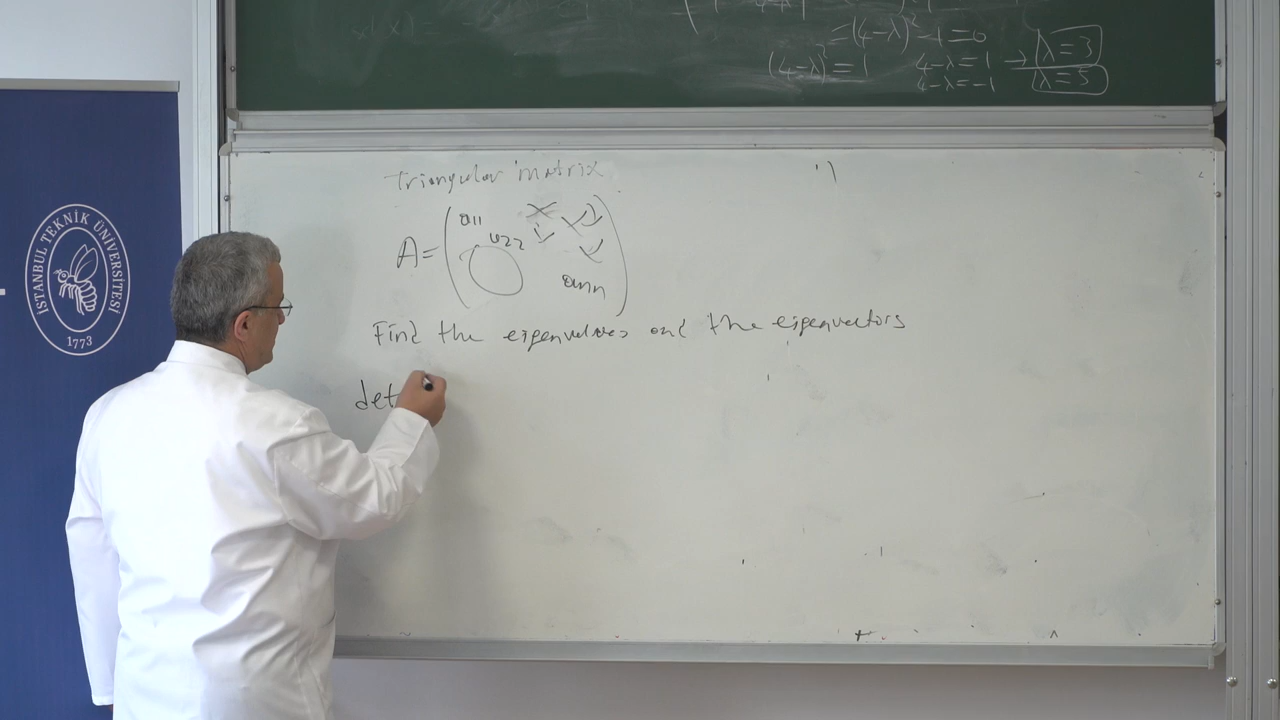 =(4-λ)²-1=0
(4-λ)²=1 4-λ=1 → λ=3
4-λ=-1 λ=5
Triangular matrix
A= a11 a22 ann
Find the eigenvalues and the eigenvectors
det
İSTANBUL TEKNİK ÜNİVERSİTESİ
1773